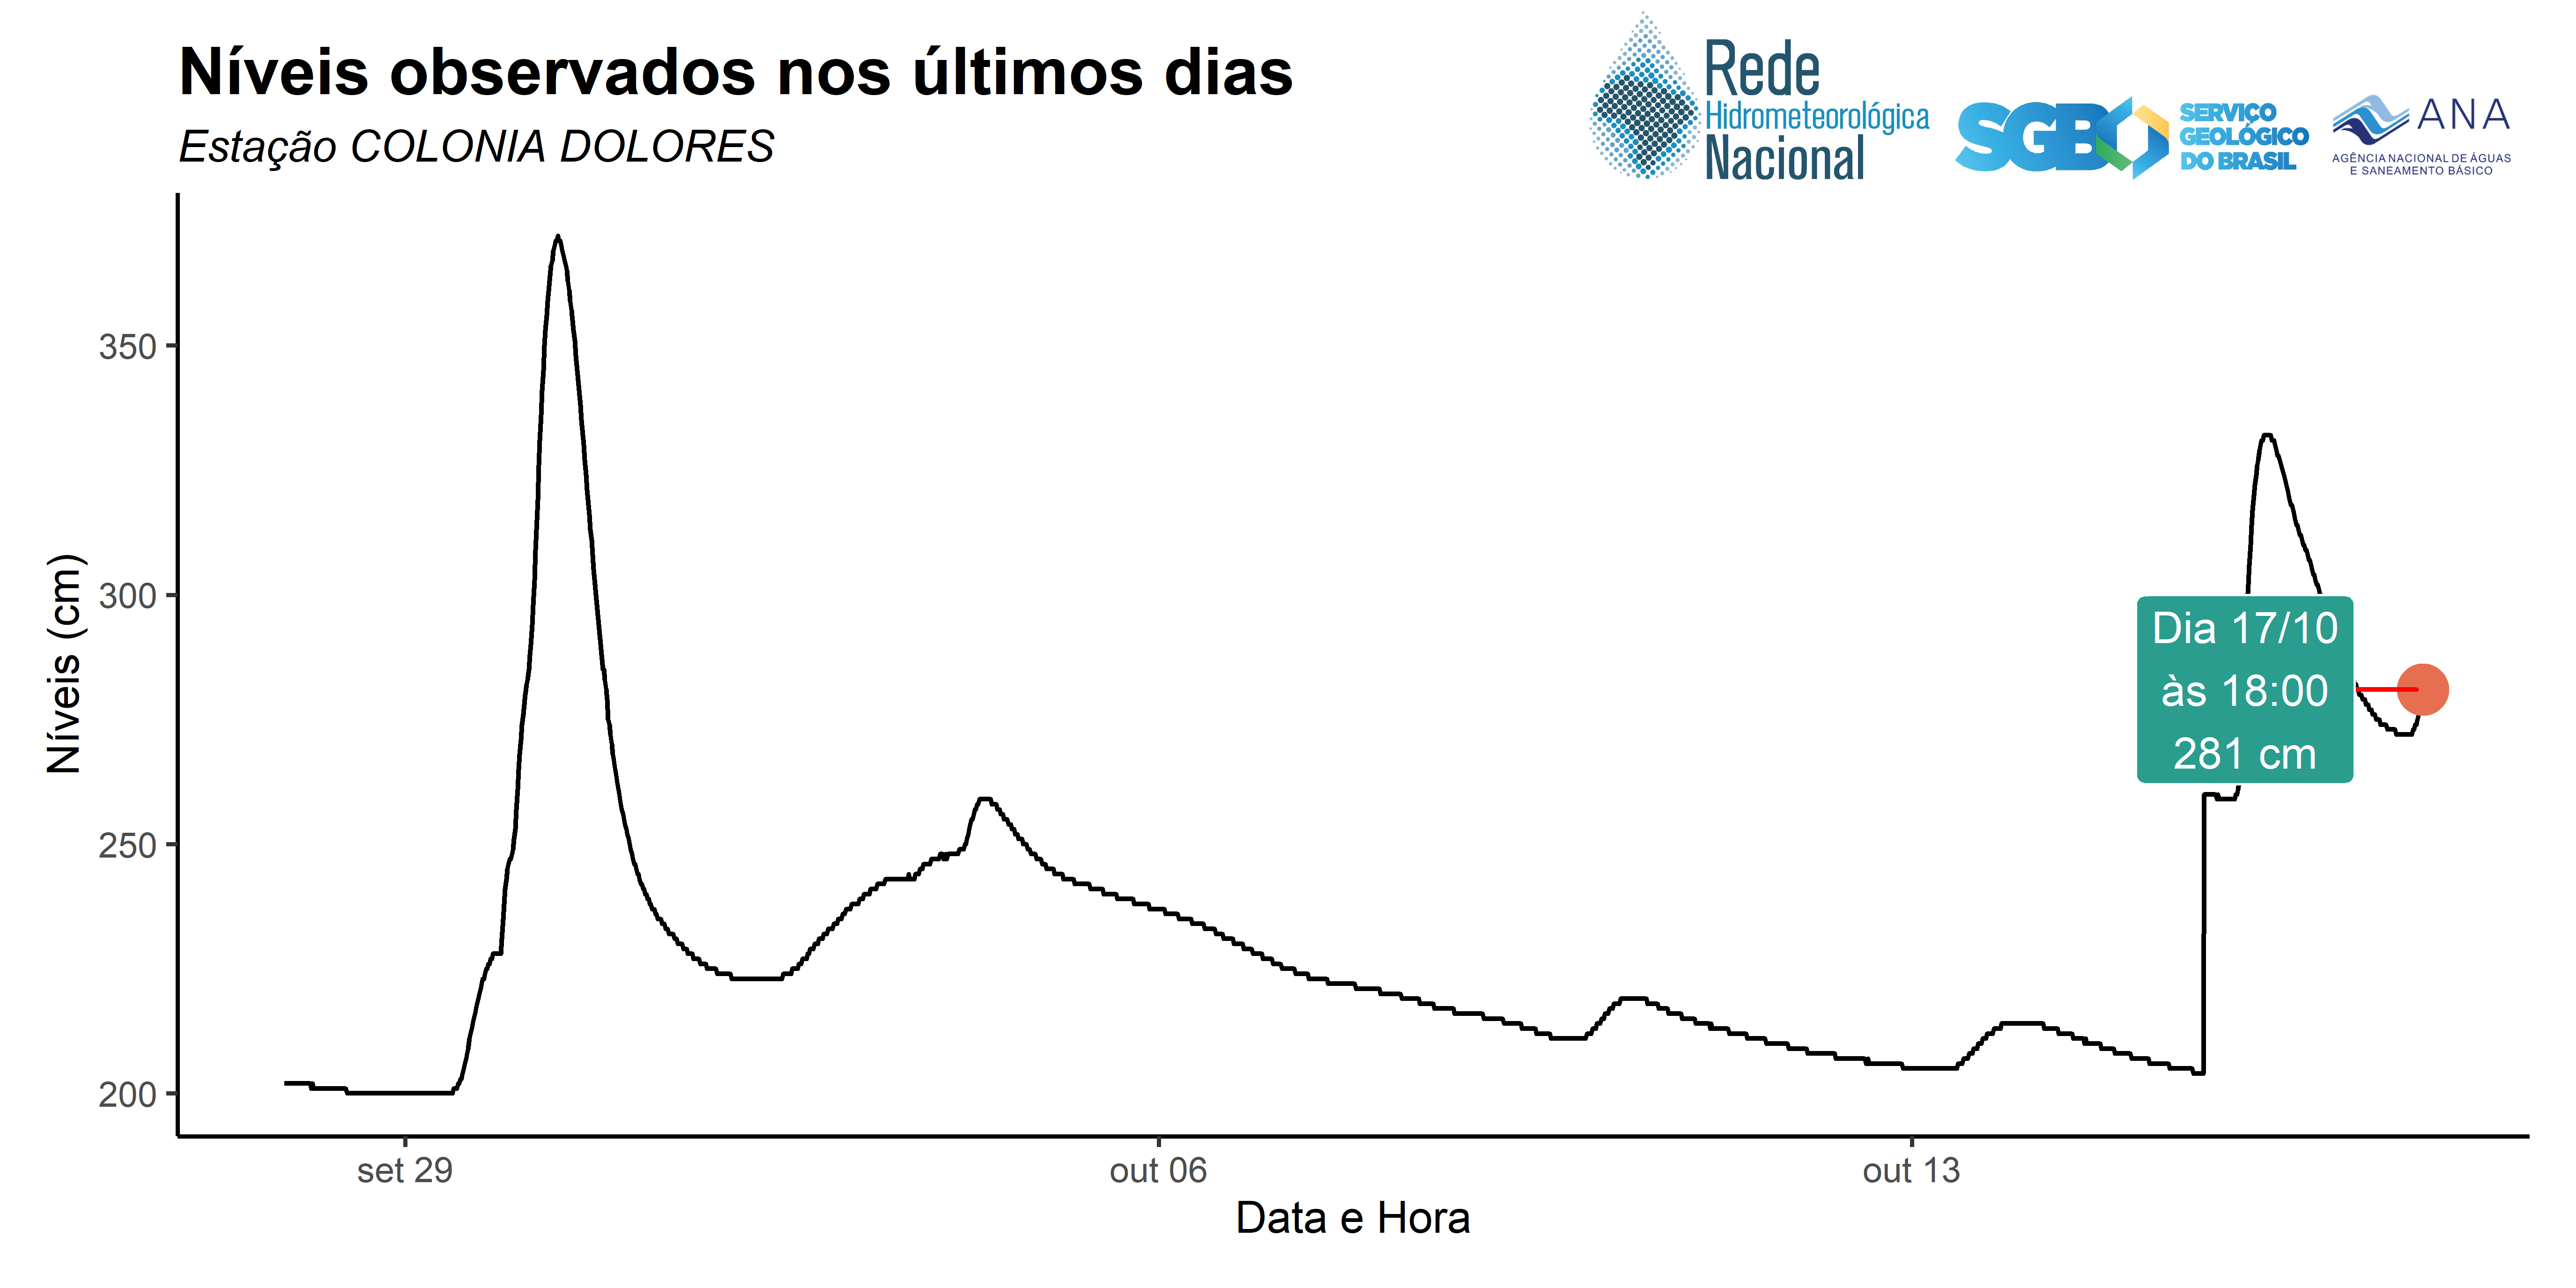 Níveis observados nos últimos dias
Estação COLONIA DOLORES
Rede
Hidrometeorológica
Nacional
SGB
SERVIÇO
GEOLÓGICO
DO BRASIL
ANA
AGÊNCIA NACIONAL DE ÁGUAS
E SANEAMENTO BÁSICO
Níveis (cm)
350
300
250
200
Dia 17/10
às 18:00
281 cm
set 29
out 06
out 13
Data e Hora